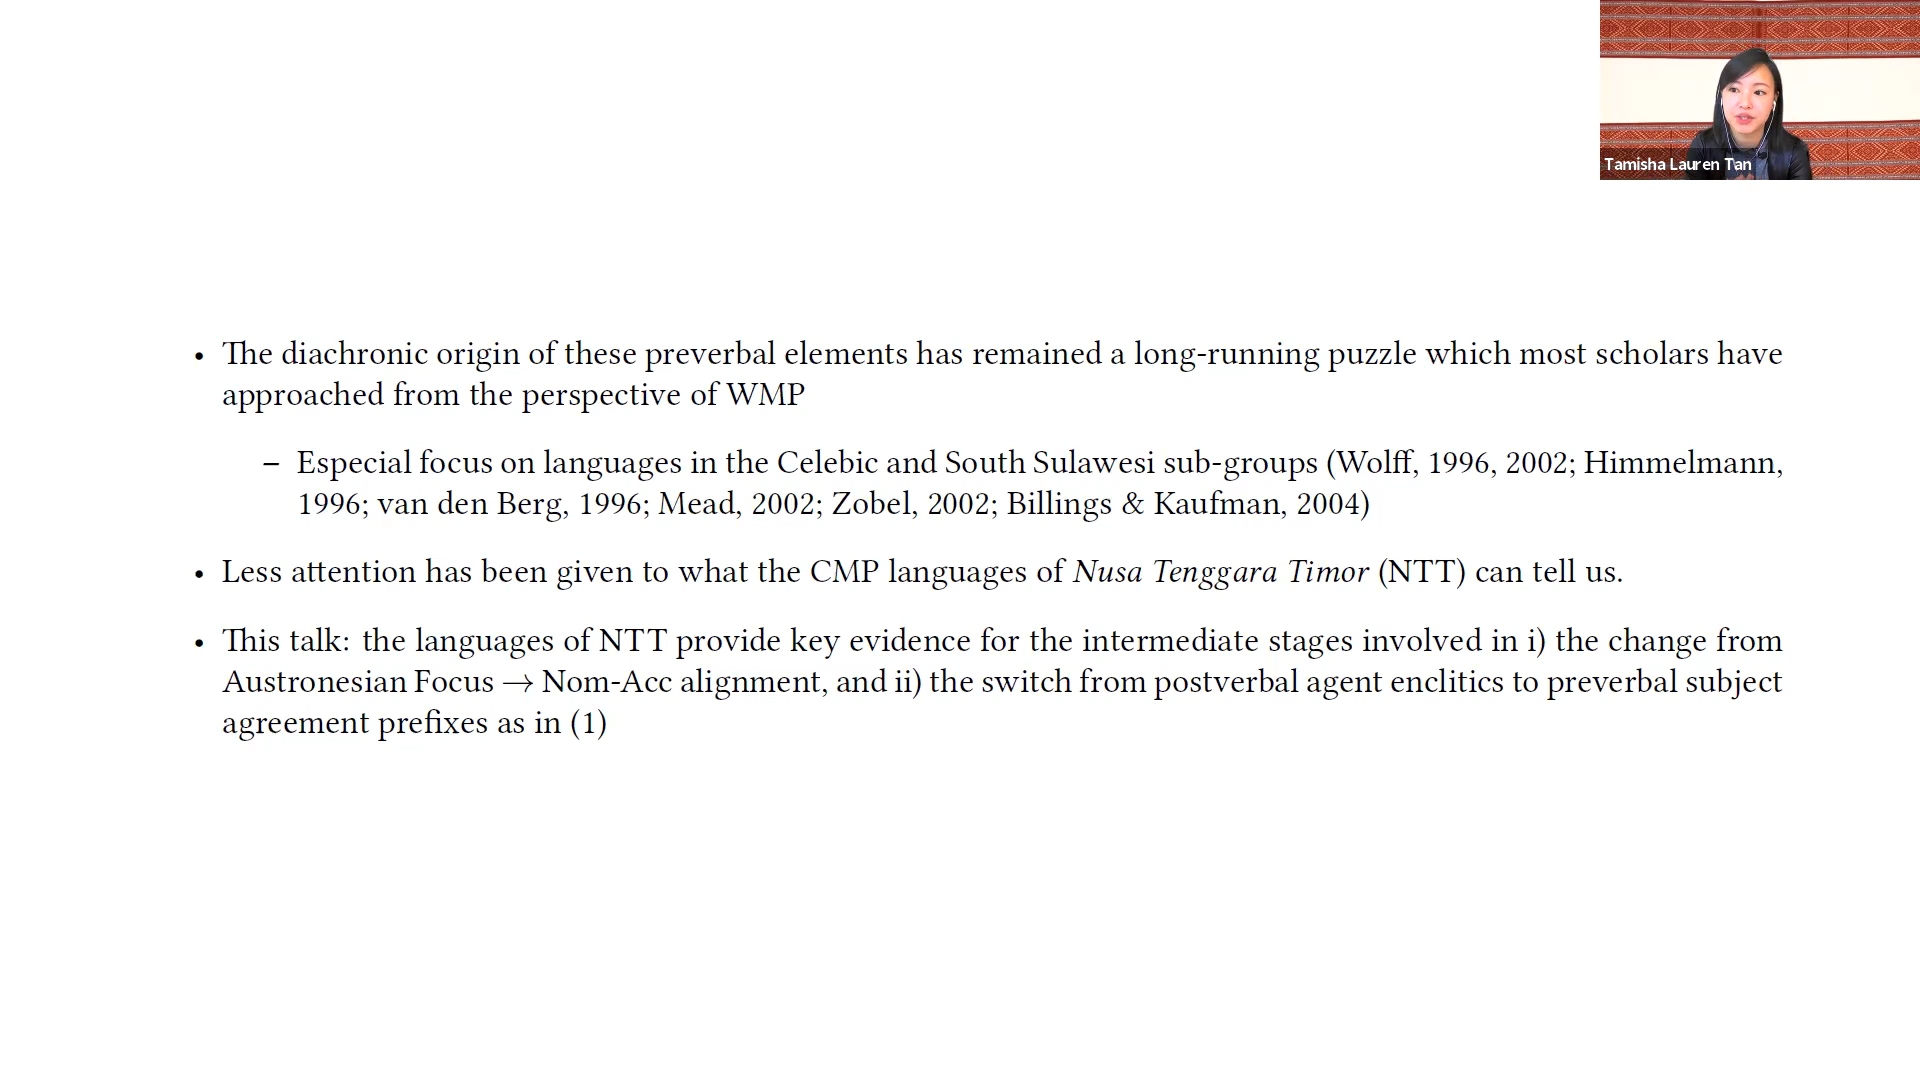 Tamisha Lauren Tan
• The diachronic origin of these preverbal elements has remained a long-running puzzle which most scholars have
approached from the perspective of WMP
– Especial focus on languages in the Celebic and South Sulawesi sub-groups (Wolff, 1996, 2002; Himmelmann,
1996; van den Berg, 1996; Mead, 2002; Zobel, 2002; Billings & Kaufman, 2004)
• Less attention has been given to what the CMP languages of Nusa Tenggara Timor (NTT) can tell us.
• This talk: the languages of NTT provide key evidence for the intermediate stages involved in i) the change from
Austronesian Focus → Nom-Acc alignment, and ii) the switch from postverbal agent enclitics to preverbal subject
agreement prefixes as in (1)